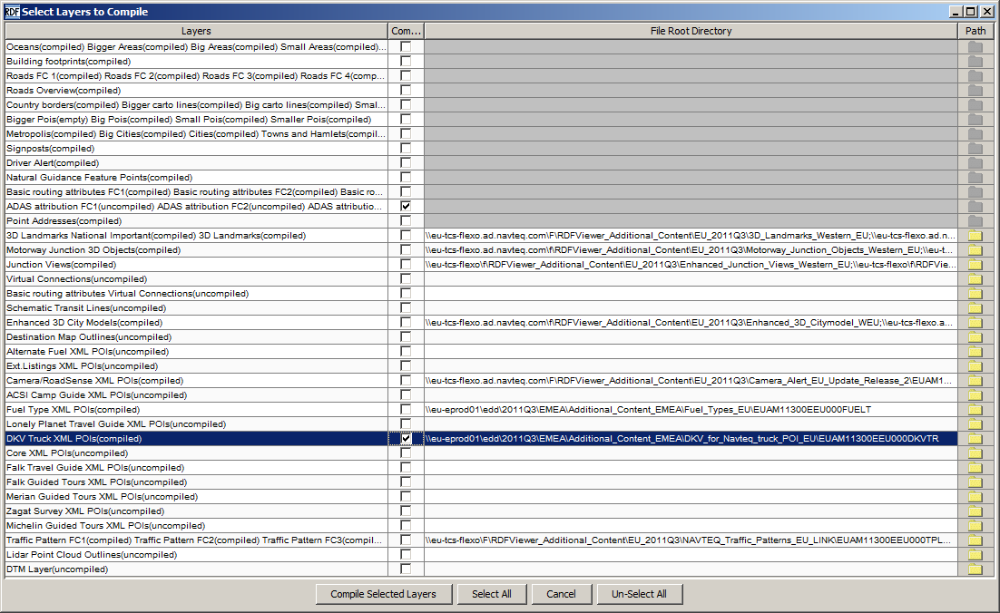 RDF Select Layers to Compile
Layers Com... File Root Directory Path
Oceans(compiled) Bigger Areas(compiled) Big Areas(compiled) Small Areas(compiled)...
Building footprints(compiled)
Roads FC 1(compiled) Roads FC 2(compiled) Roads FC 3(compiled) Roads FC 4(comp...
Roads Overview(compiled)
Country borders(compiled) Bigger carto lines(compiled) Big carto lines(compiled) Smal...
Bigger Pois(empty) Big Pois(compiled) Small Pois(compiled) Smaller Pois(compiled)
Metropolis(compiled) Big Cities(compiled) Cities(compiled) Towns and Hamlets(compil...
Signposts(compiled)
Driver Alert(compiled)
Natural Guidance Feature Points(compiled)
Basic routing attributes FC1(compiled) Basic routing attributes FC2(compiled) Basic ro...
ADAS attribution FC1(uncompiled) ADAS attribution FC2(uncompiled) ADAS attributio...
Point Addresses(compiled)
3D Landmarks National Important(compiled) 3D Landmarks(compiled) \\eu-tcs-flexo.ad.navteq.com\F\RDFViewer_Additional_Content\EU_2011Q3\3D_Landmarks_Western_EU;\\eu-tcs-flexo.ad.n...
Motorway Junction 3D Objects(compiled) \\eu-tcs-flexo.ad.navteq.com\F\RDFViewer_Additional_Content\EU_2011Q3\Motorway_Junction_Objects_Western_EU;\\eu-t...
Junction Views(compiled) \\eu-tcs-flexo\f\RDFViewer_Additional_Content\EU_2011Q3\Enhanced_Junction_Views_Western_EU;\\eu-tcs-flexo\f\RDFVie...
Virtual Connections(uncompiled)
Basic routing attributes Virtual Connections(uncompiled)
Schematic Transit Lines(uncompiled)
Enhanced 3D City Models(compiled) \\eu-tcs-flexo.ad.navteq.com\f\RDFViewer_Additional_Content\EU_2011Q3\Enhanced_3D_Citymodel_WEU;\\eu-tcs-flexo.a...
Destination Map Outlines(uncompiled)
Alternate Fuel XML POIs(uncompiled)
Ext.Listings XML POIs(uncompiled)
Camera/RoadSense XML POIs(compiled) \\eu-tcs-flexo.ad.navteq.com\F\RDFViewer_Additional_Content\EU_2011Q3\Camera_Alert_EU_Update_Release_2\EUAM1...
ACSI Camp Guide XML POIs(uncompiled)
Fuel Type XML POIs(compiled) \\eu-eprod01\edd\2011Q3\EMEA\Additional_Content_EMEA\Fuel_Types_EU\EUAM11300EEU000FUELT
Lonely Planet Travel Guide XML POIs(uncompiled)
DKV Truck XML POIs(compiled) \\eu-eprod01\edd\2011Q3\EMEA\Additional_Content_EMEA\DKV_for_Navteq_truck_POI_EU\EUAM11300EEU000DKVTR
Core XML POIs(uncompiled)
Falk Travel Guide XML POIs(uncompiled)
Falk Guided Tours XML POIs(uncompiled)
Merian Guided Tours XML POIs(uncompiled)
Zagat Survey XML POIs(uncompiled)
Michelin Guided Tours XML POIs(uncompiled)
Traffic Pattern FC1(compiled) Traffic Pattern FC2(compiled) Traffic Pattern FC3(compil... \\eu-tcs-flexo\F\RDFViewer_Additional_Content\EU_2011Q3\NAVTEQ_Traffic_Patterns_EU_LINK\EUAM11300EEU000TPL...
Lidar Point Cloud Outlines(uncompiled)
DTM Layer(uncompiled)
Compile Selected Layers Select All Cancel Un-Select All